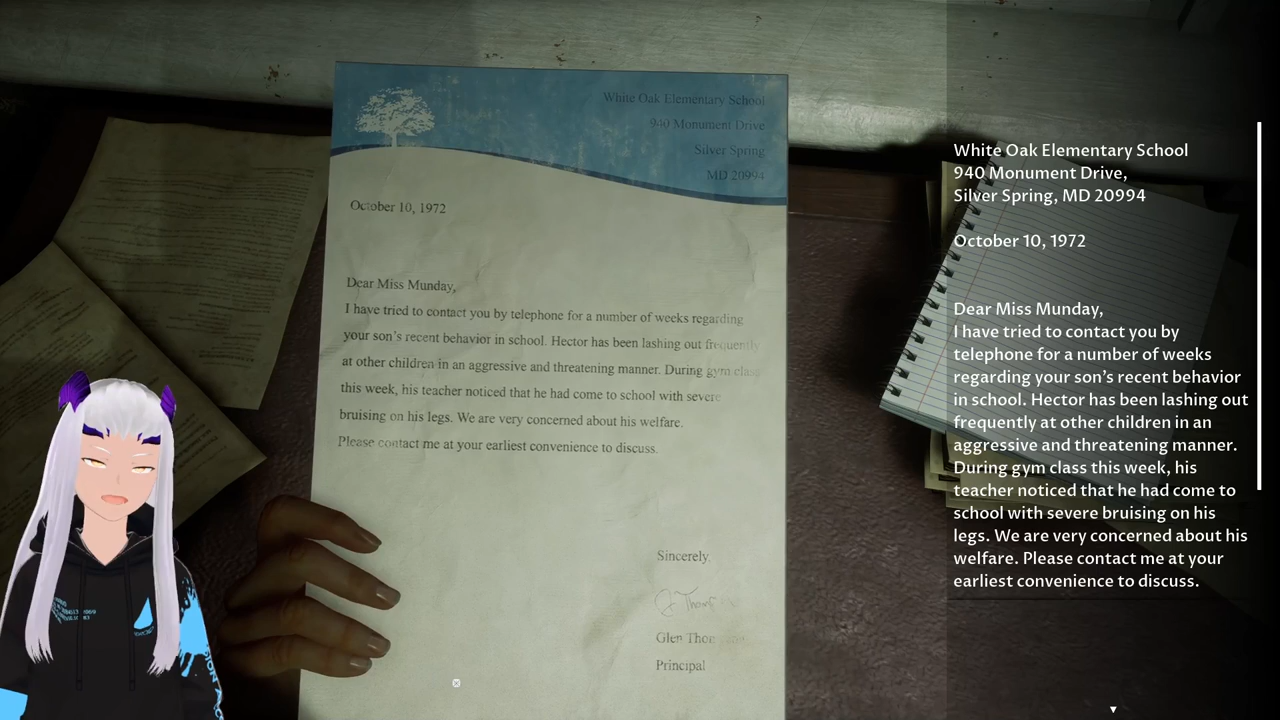 White Oak Elementary School
940 Monument Drive
Silver Spring
MD 20994
October 10, 1972
Dear Miss Munday,
I have tried to contact you by telephone for a number of weeks regarding
your son's recent behavior in school. Hector has been lashing out frequently
at other children in an aggressive and threatening manner. During gym class
this week, his teacher noticed that he had come to school with severe
bruising on his legs. We are very concerned about his welfare.
Please contact me at your earliest convenience to discuss.
Sincerely,
Glen
Principal
White Oak Elementary School
940 Monument Drive,
Silver Spring, MD 20994
October 10, 1972
Dear Miss Munday,
I have tried to contact you by
telephone for a number of weeks
regarding your son's recent behavior
in school. Hector has been lashing out
frequently at other children in an
aggressive and threatening manner.
During gym class this week, his
teacher noticed that he had come to
school with severe bruising on his
legs. We are very concerned about his
welfare. Please contact me at your
earliest convenience to discuss.